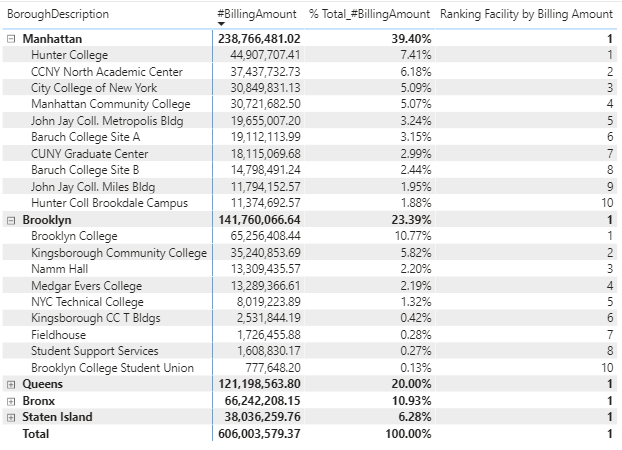 BoroughDescription #BillingAmount % Total_#BillingAmount Ranking Facility by Billing Amount
Manhattan 238,766,481.02 39.40% 1
Hunter College 44,907,707.41 7.41% 1
CCNY North Academic Center 37,437,732.73 6.18% 2
City College of New York 30,849,831.13 5.09% 3
Manhattan Community College 30,721,682.50 5.07% 4
John Jay Coll. Metropolis Bldg 19,655,007.20 3.24% 5
Baruch College Site A 19,112,113.99 3.15% 6
CUNY Graduate Center 18,115,069.68 2.99% 7
Baruch College Site B 14,798,491.24 2.44% 8
John Jay Coll. Miles Bldg 11,794,152.57 1.95% 9
Hunter Coll Brookdale Campus 11,374,692.57 1.88% 10
Brooklyn 141,760,066.64 23.39% 1
Brooklyn College 65,256,408.44 10.77% 1
Kingsborough Community College 35,240,853.69 5.82% 2
Namm Hall 13,309,435.57 2.20% 3
Medgar Evers College 13,289,366.61 2.19% 4
NYC Technical College 8,019,223.89 1.32% 5
Kingsborough CC T Bldgs 2,531,844.19 0.42% 6
Fieldhouse 1,726,455.88 0.28% 7
Student Support Services 1,608,830.17 0.27% 8
Brooklyn College Student Union 777,648.20 0.13% 10
Queens 121,198,563.80 20.00% 1
Bronx 66,242,208.15 10.93% 1
Staten Island 38,036,259.76 6.28% 1
Total 606,003,579.37 100.00% 1